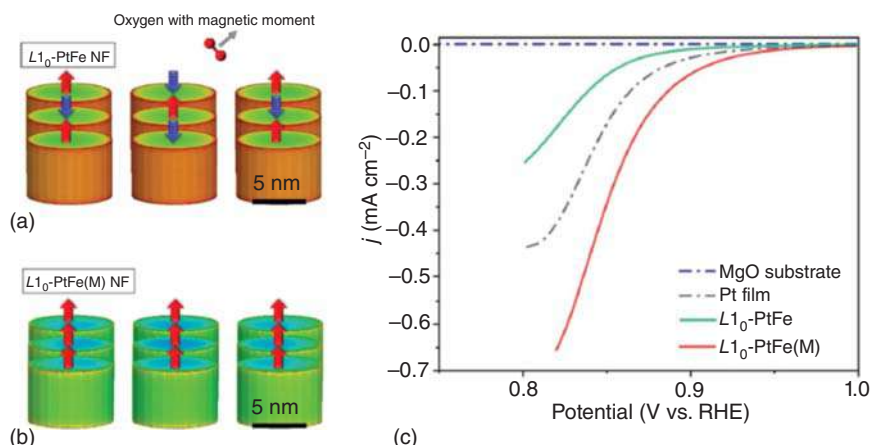 Oxygen with magnetic moment
L1₀-PtFe NF
5 nm
(a)
L1₀-PtFe(M) NF
5 nm
(b)
j (mA cm⁻²)
0.0
−0.1
−0.2
−0.3
−0.4
−0.5
−0.6
−0.7
MgO substrate
Pt film
L1₀-PtFe
L1₀-PtFe(M)
0.8
0.9
1.0
Potential (V vs. RHE)
(c)